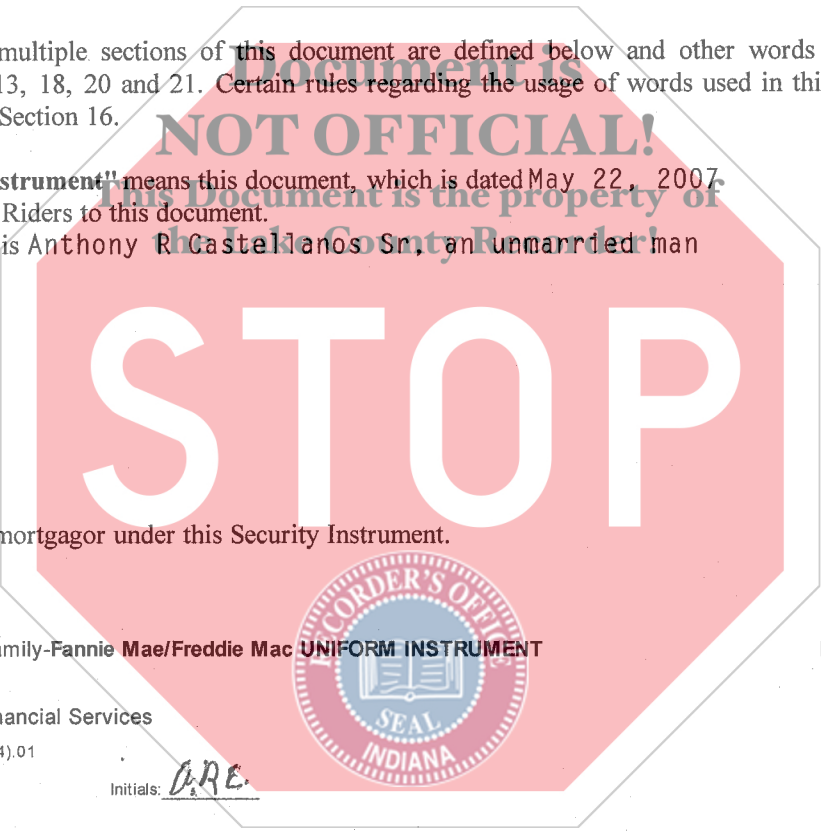 multiple sections of this document are defined below and other words
Document is
13, 18, 20 and 21. Certain rules regarding the usage of words used in thi
Section 16.
NOT OFFICIAL!
strument" means this document, which is dated May 22, 2007
This Document is the property of
Riders to this document.
is Anthony R Castellanos Sr, an unmarried man
the Lake County Recorder!
STOP
mortgagor under this Security Instrument.
RECORDER'S OFFICE
amily-Fannie Mae/Freddie Mac UNIFORM INSTRUMENT
nancial Services
SEAL
4).01
INDIANA
Initials: A.R.C.